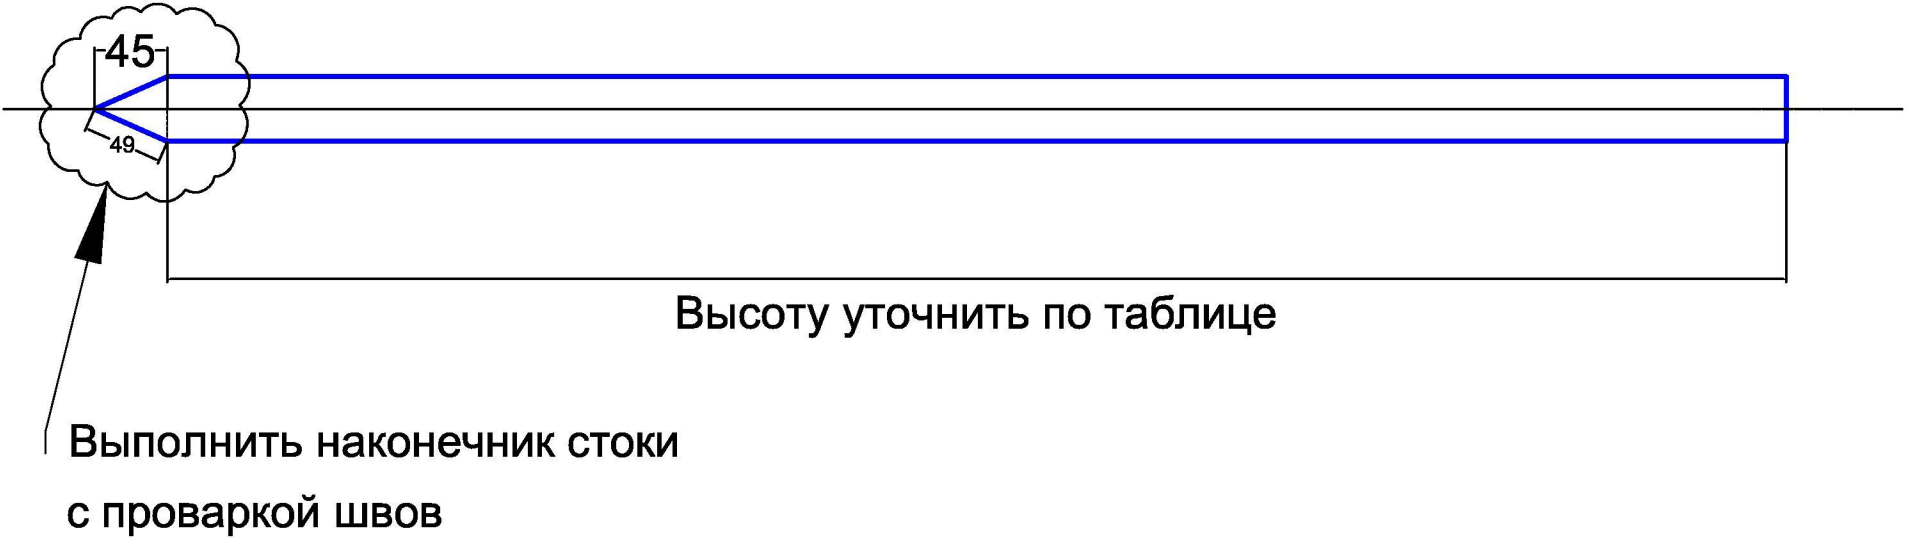 45
49
Высоту уточнить по таблице
Выполнить наконечник стоки
с проваркой швов